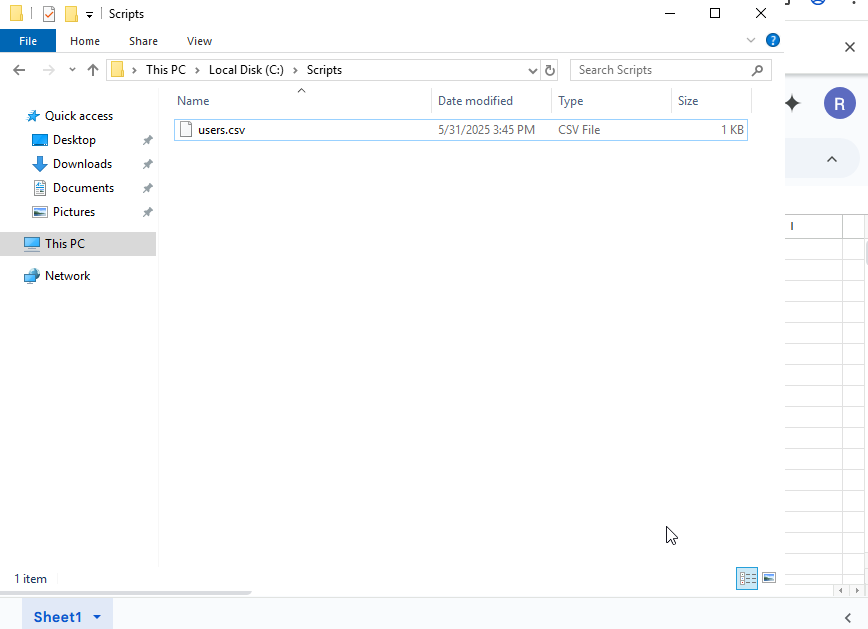 Scripts
File Home Share View
This PC Local Disk (C:) Scripts
Search Scripts
R
Name Date modified Type Size
users.csv 5/31/2025 3:45 PM CSV File 1 KB
Quick access
Desktop
Downloads
Documents
Pictures
This PC
Network
I
1 item
Sheet1